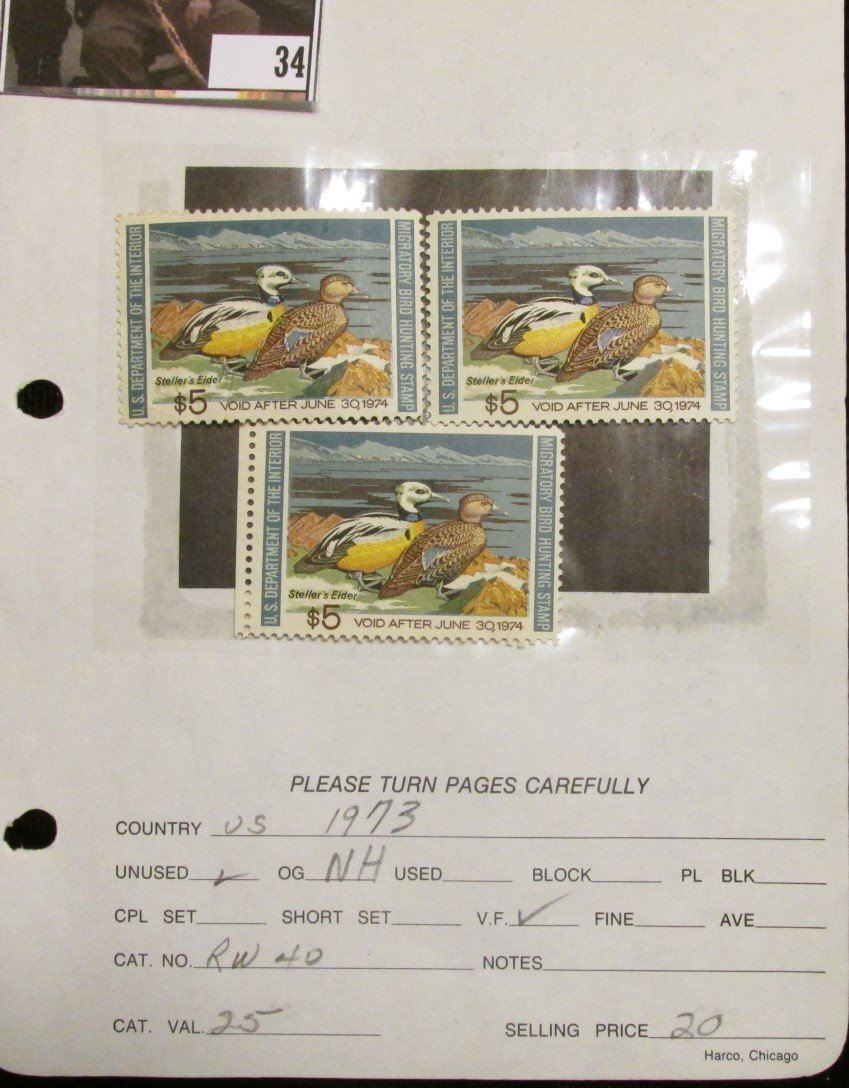 34
U.S. DEPARTMENT OF THE INTERIOR
MIGRATORY BIRD HUNTING STAMP
Steller's Eider
$5 VOID AFTER JUNE 30, 1974
U.S. DEPARTMENT OF THE INTERIOR
MIGRATORY BIRD HUNTING STAMP
Steller's Eider
$5 VOID AFTER JUNE 30, 1974
U.S. DEPARTMENT OF THE INTERIOR
MIGRATORY BIRD HUNTING STAMP
Steller's Eider
$5 VOID AFTER JUNE 30, 1974
PLEASE TURN PAGES CAREFULLY
COUNTRY US 1973
UNUSED ✓ OG NH USED BLOCK PL BLK
CPL SET SHORT SET V.F. ✓ FINE AVE
CAT. NO. RW 40 NOTES
CAT. VAL. 25 SELLING PRICE 20
Harco, Chicago